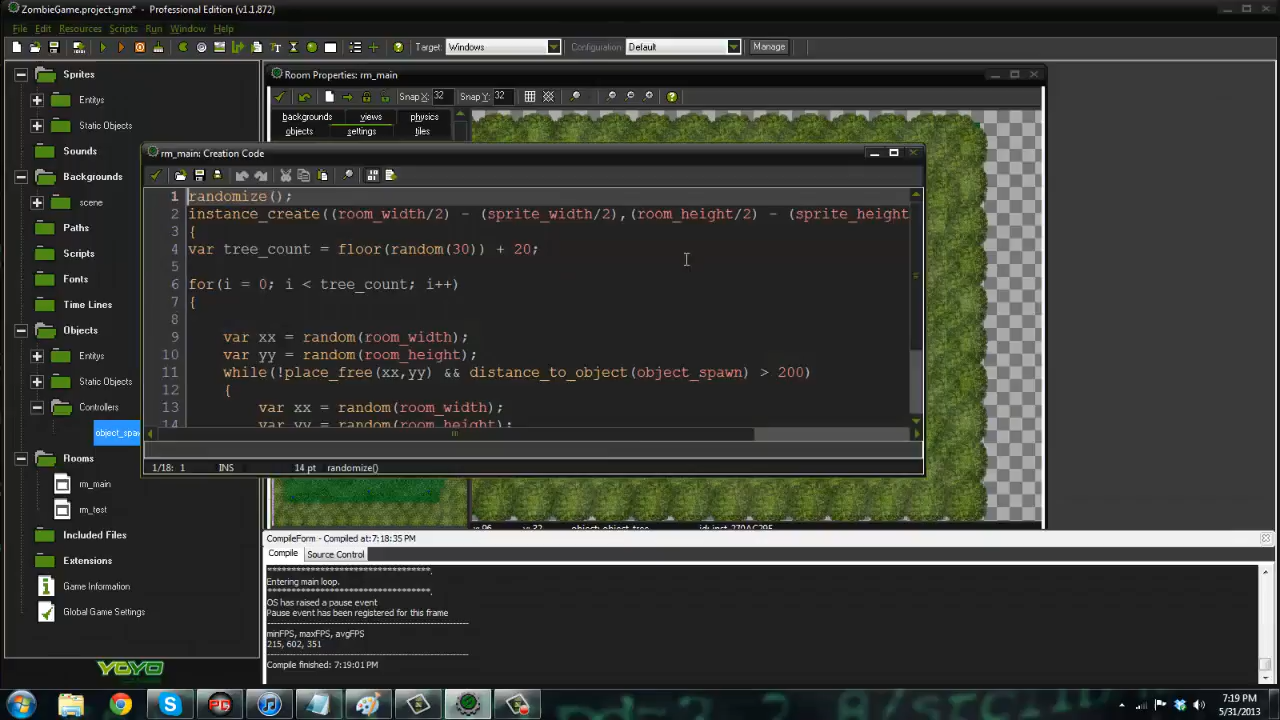 ZombieGame.project.gmx* - Professional Edition (v1.1.872)
File Edit Resources Scripts Run Window Help
Target: Windows Configuration: Default Manage
Sprites
Entitys
Static Objects
Sounds
Backgrounds
scene
Paths
Scripts
Fonts
Time Lines
Objects
Entitys
Static Objects
Controllers
object_spaw
Rooms
rm_main
rm_test
Included Files
Extensions
Game Information
Global Game Settings
YOYO
Room Properties: rm_main
Snap X: 32 Snap Y: 32
backgrounds views physics
objects settings tiles
rm_main: Creation Code
1 randomize();
2 instance_create((room_width/2) - (sprite_width/2),(room_height/2) - (sprite_height
3 {
4 var tree_count = floor(random(30)) + 20;
5
6 for(i = 0; i < tree_count; i++)
7 {
8
9 var xx = random(room_width);
10 var yy = random(room_height);
11 while(!place_free(xx,yy) && distance_to_object(object_spawn) > 200)
12 {
13 var xx = random(room_width);
14 var yy = random(room_height);
1/18: 1 INS 14 pt randomize()
x: 96 y: 32 object: object_tree id: inst_270AC295
CompileForm - Compiled at:7:18:35 PM
Compile Source Control
Entering main loop.
OS has raised a pause event
Pause event has been registered for this frame
minFPS, maxFPS, avgFPS
215, 602, 351
Compile finished: 7:19:01 PM
7:19 PM
5/31/2013